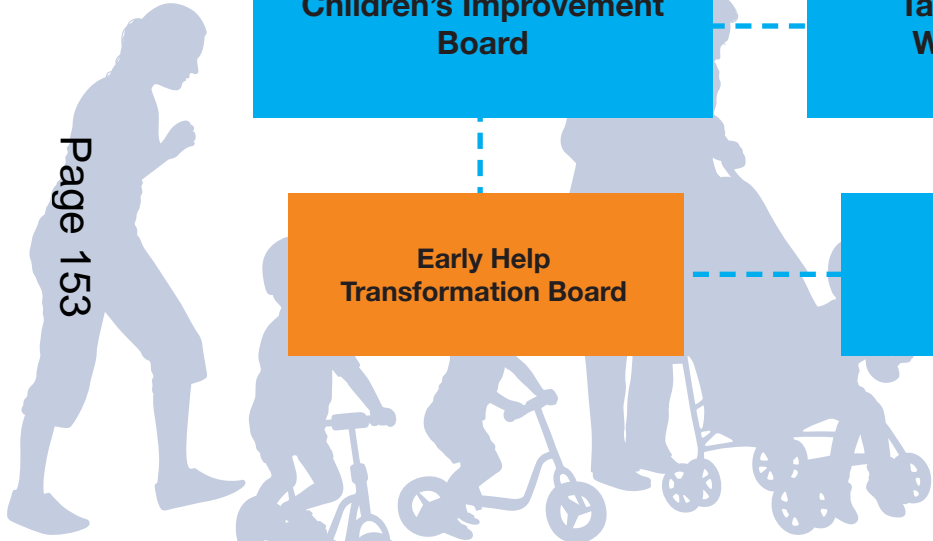 Children's Improvement
Board
Early Help
Transformation Board
Page 153